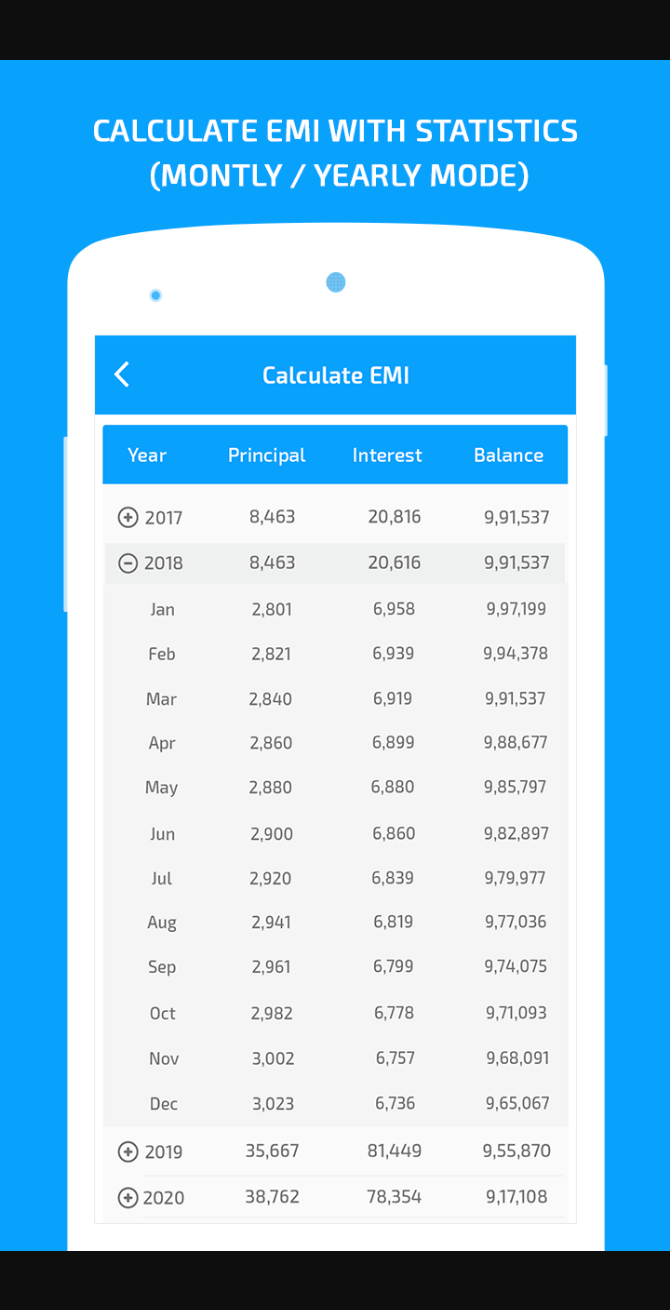 CALCULATE EMI WITH STATISTICS
(MONTLY / YEARLY MODE)
Calculate EMI
Year Principal Interest Balance
2017 8,463 20,816 9,91,537
2018 8,463 20,616 9,91,537
Jan 2,801 6,958 9,97,199
Feb 2,821 6,939 9,94,378
Mar 2,840 6,919 9,91,537
Apr 2,860 6,899 9,88,677
May 2,880 6,880 9,85,797
Jun 2,900 6,860 9,82,897
Jul 2,920 6,839 9,79,977
Aug 2,941 6,819 9,77,036
Sep 2,961 6,799 9,74,075
Oct 2,982 6,778 9,71,093
Nov 3,002 6,757 9,68,091
Dec 3,023 6,736 9,65,067
2019 35,667 81,449 9,55,870
2020 38,762 78,354 9,17,108